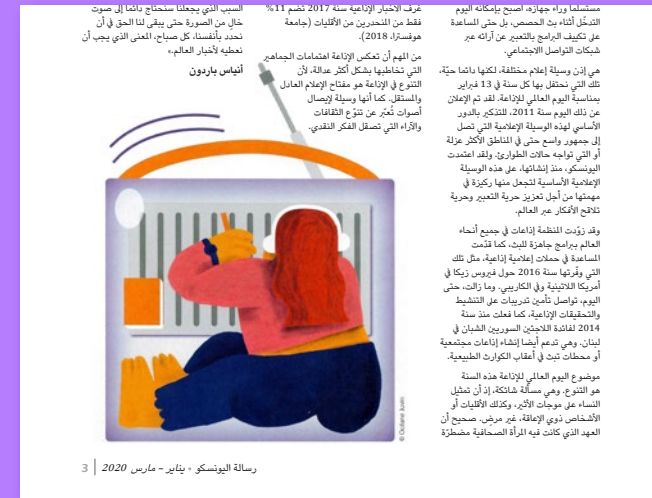 مستسلما وراء جهازه، أصبح بإمكانه اليوم
التدخّل أثناء بث الحصص، بل حتى المساعدة
على تكييف البرامج بالتعبير عن آرائه عبر
شبكات التواصل الاجتماعي.
هي إذن وسيلة إعلام مختلفة، لكنها دائما حيّة،
تلك التي نحتفل بها كل سنة في 13 فبراير
بمناسبة اليوم العالمي للإذاعة. لقد تم الإعلان
عن ذلك اليوم سنة 2011، للتذكير بالدور
الأساسي لهذه الوسيلة الإعلامية التي تصل
إلى جمهور واسع حتى في المناطق الأكثر عزلة
أو التي تواجه حالات الطوارئ. ولقد اعتمدت
اليونسكو، منذ إنشائها، على هذه الوسيلة
الإعلامية الأساسية لتجعل منها ركيزة في
مهمتها من أجل تعزيز حرية التعبير وحرية
تلاقح الأفكار عبر العالم.
وقد زوّدت المنظمة إذاعات في جميع أنحاء
العالم ببرامج جاهزة للبث، كما قدّمت
المساعدة في حملات إعلامية إذاعية، مثل تلك
التي وفّرتها سنة 2016 حول فيروس زيكا في
أمريكا اللاتينية وفي الكاريبي. وما زالت، حتى
اليوم، تواصل تأمين تدريبات على التنشيط
والتحقيقات الإذاعية، كما فعلت منذ سنة
2014 لفائدة اللاجئين السوريين الشبان في
لبنان. وهي تدعم أيضا إنشاء إذاعات مجتمعية
أو محطات تبث في أعقاب الكوارث الطبيعية.
موضوع اليوم العالمي للإذاعة هذه السنة
هو التنوع. وهي مسألة شائكة، إذ أن تمثيل
النساء على موجات الأثير، وكذلك الأقليات أو
الأشخاص ذوي الإعاقة، غير مرضٍ. صحيح أن
العهد الذي كانت فيه المرأة الصحافية مضطرّة
غرف الأخبار الإذاعية سنة 2017 تضم 11%
فقط من المنحدرين من الأقليات (جامعة
هوفسترا، 2018).
من المهم أن تعكس الإذاعة اهتمامات الجماهير
التي تخاطبها بشكل أكثر عدالة، لأن
التنوع في الإذاعة هو مفتاح الإعلام العادل
والمستقل. كما أنها وسيلة لإيصال
أصوات تُعبّر عن تنوّع الثقافات
والآراء التي تصقل الفكر النقدي.
السبب الذي يجعلنا سنحتاج دائما إلى صوت
خالٍ من الصورة حتى يبقى لنا الحق في أن
نحدد بأنفسنا، كل صباح، المعنى الذي يجب أن
نعطيه لأخبار العالم.»
أنياس باردون
© Océane Juvin
رسالة اليونسكو • يناير - مارس 2020 | 3